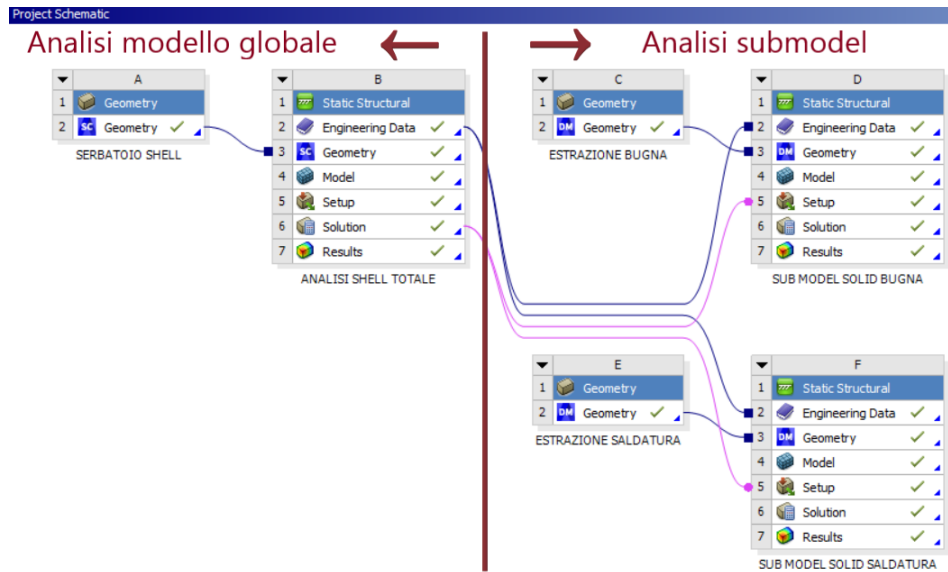 Project Schematic
Analisi modello globale
Analisi submodel
A
1 Geometry
2 SC Geometry
SERBATOIO SHELL
B
1 Static Structural
2 Engineering Data
3 SC Geometry
4 Model
5 Setup
6 Solution
7 Results
ANALISI SHELL TOTALE
C
1 Geometry
2 DM Geometry
ESTRAZIONE BUGNA
D
1 Static Structural
2 Engineering Data
3 DM Geometry
4 Model
5 Setup
6 Solution
7 Results
SUB MODEL SOLID BUGNA
E
1 Geometry
2 DM Geometry
ESTRAZIONE SALDATURA
F
1 Static Structural
2 Engineering Data
3 DM Geometry
4 Model
5 Setup
6 Solution
7 Results
SUB MODEL SOLID SALDATURA